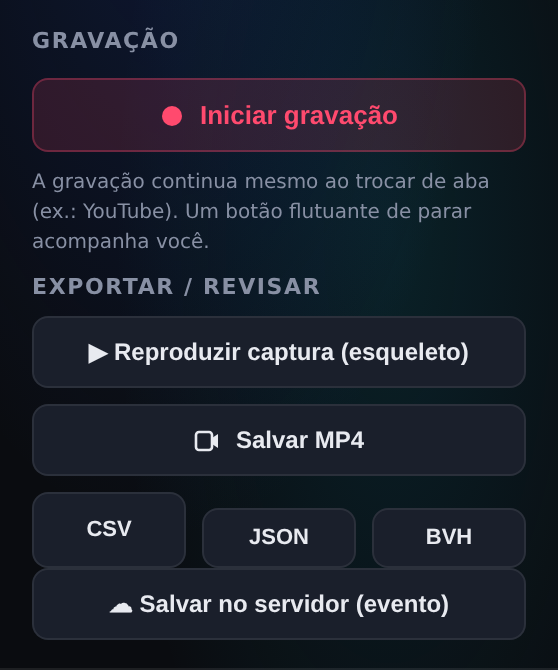 GRAVAÇÃO
Iniciar gravação
A gravação continua mesmo ao trocar de aba
(ex.: YouTube). Um botão flutuante de parar
acompanha você.
EXPORTAR / REVISAR
▶ Reproduzir captura (esqueleto)
Salvar MP4
CSV
JSON
BVH
☁ Salvar no servidor (evento)